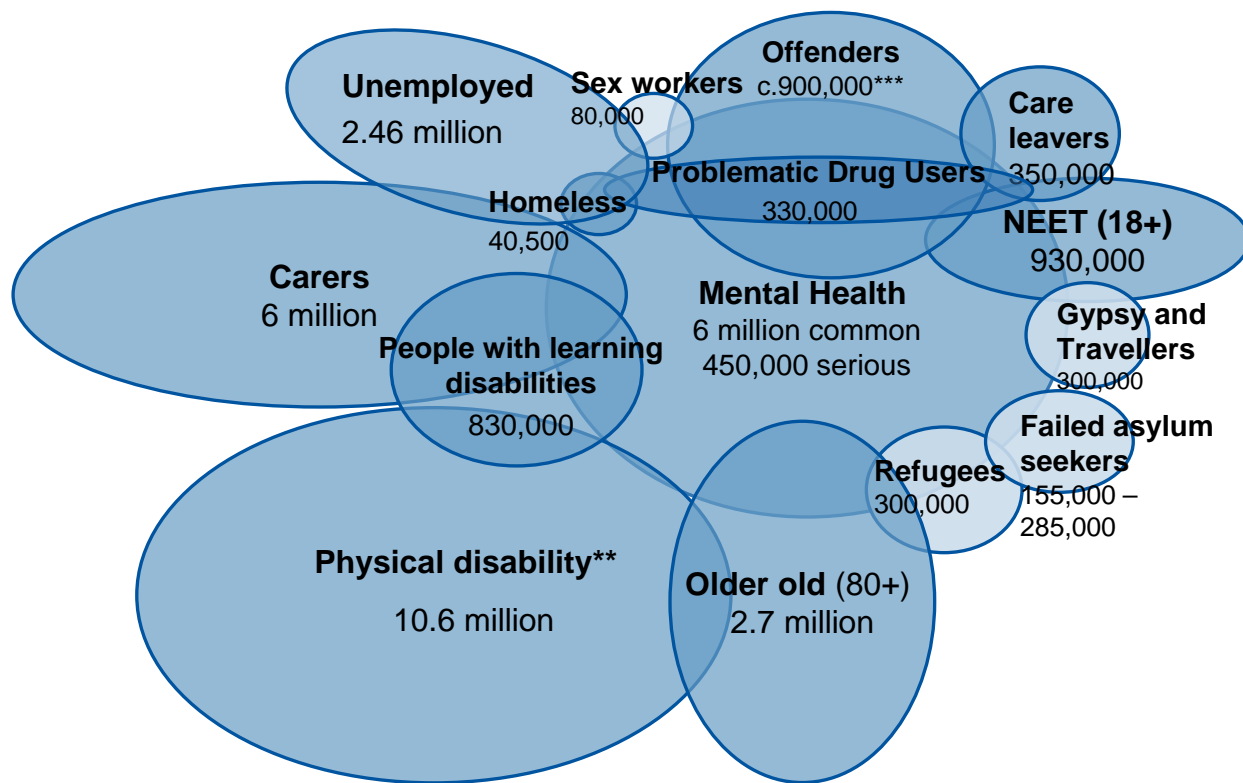 Offenders
c.900,000***
Unemployed
2.46 million
Sex workers
80,000
Care
leavers
350,000
Problematic Drug Users
330,000
Homeless
40,500
NEET (18+)
930,000
Carers
6 million
Mental Health
6 million common
450,000 serious
Gypsy and
Travellers
300,000
People with learning
disabilities
830,000
Failed asylum
seekers
155,000 –
285,000
Refugees
300,000
Physical disability**
10.6 million
Older old (80+)
2.7 million